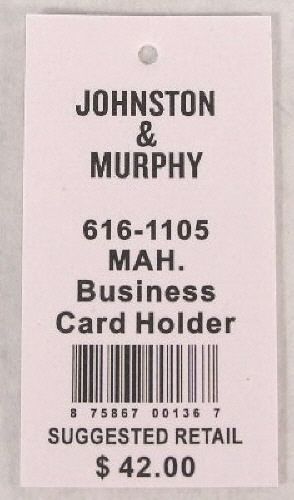 JOHNSTON
&
MURPHY
616-1105
MAH.
Business
Card Holder
8 75867 00136 7
SUGGESTED RETAIL
$ 42.00